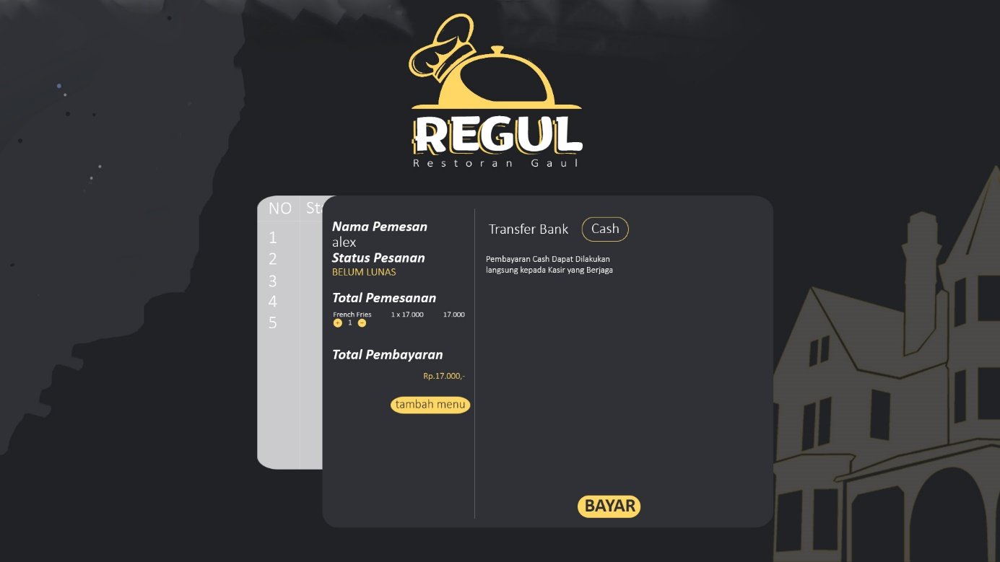 REGUL
Restoran Gaul
NO
1
2
3
4
5
Nama Pemesan
alex
Status Pesanan
BELUM LUNAS
Total Pemesanan
French Fries 1 x 17.000 17.000
+ 1 −
Total Pembayaran
Rp.17.000,-
tambah menu
Transfer Bank Cash
Pembayaran Cash Dapat Dilakukan
langsung kepada Kasir yang Berjaga
BAYAR